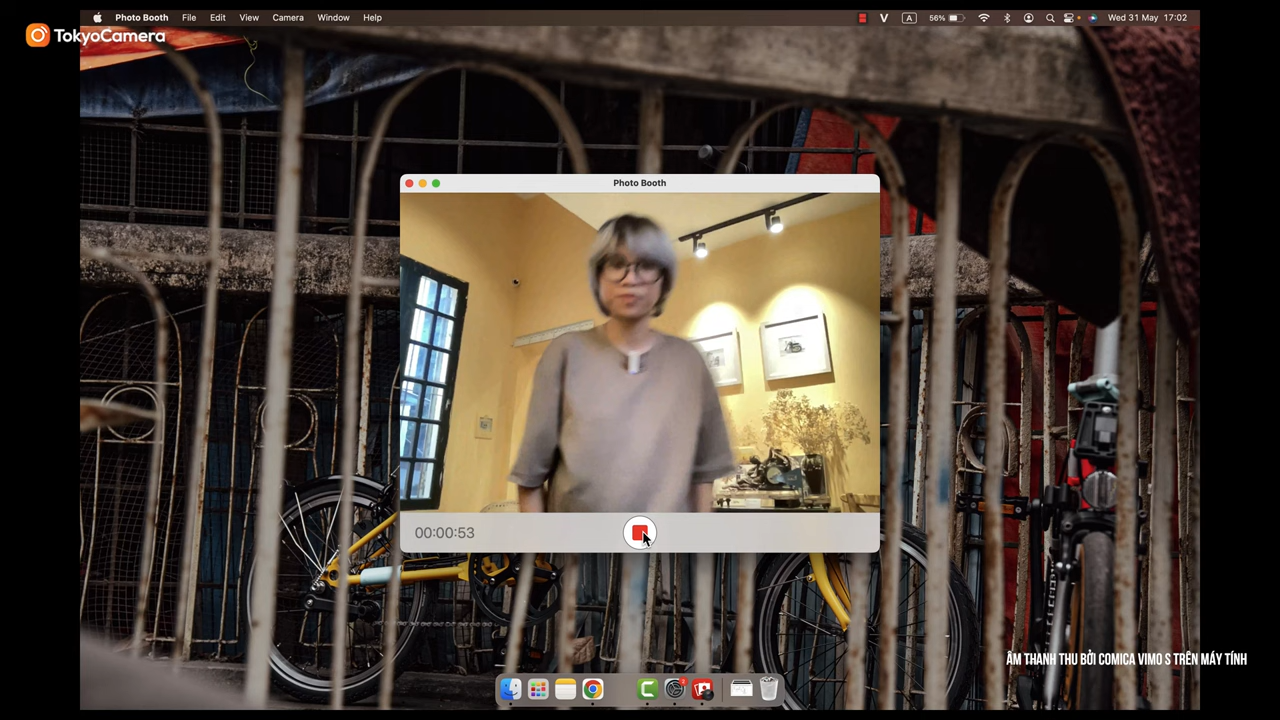 Photo Booth File Edit View Camera Window Help
V A 56% Wed 31 May 17:02
TokyoCamera
Photo Booth
00:00:53
ÂM THANH THU BỞI COMICA VIMO S TRÊN MÁY TÍNH